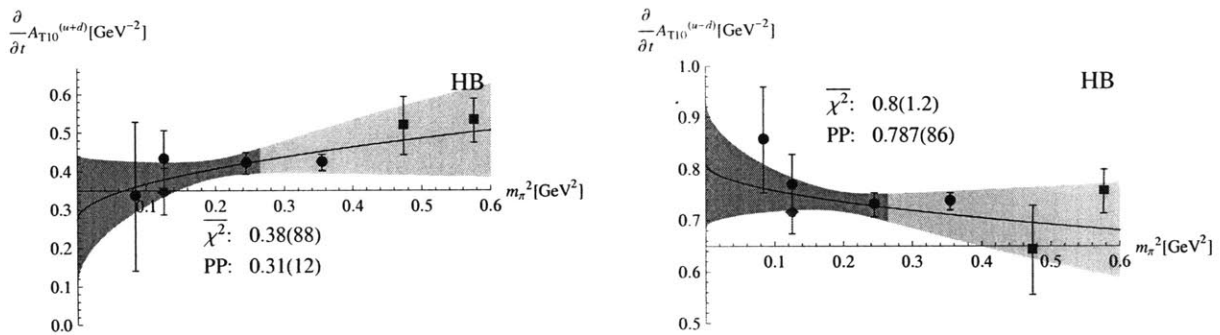 ∂/∂t A_T10^(u+d)[GeV^-2]
HB
0.6
0.5
0.4
0.3
0.2
0.1
0.0
0.1 0.2 0.3 0.4 0.5 0.6
m_π^2[GeV^2]
χ^2: 0.38(88)
PP: 0.31(12)
∂/∂t A_T10^(u-d)[GeV^-2]
HB
1.0
0.9
0.8
0.7
0.6
0.5
0.1 0.2 0.3 0.4 0.5 0.6
m_π^2[GeV^2]
χ^2: 0.8(1.2)
PP: 0.787(86)